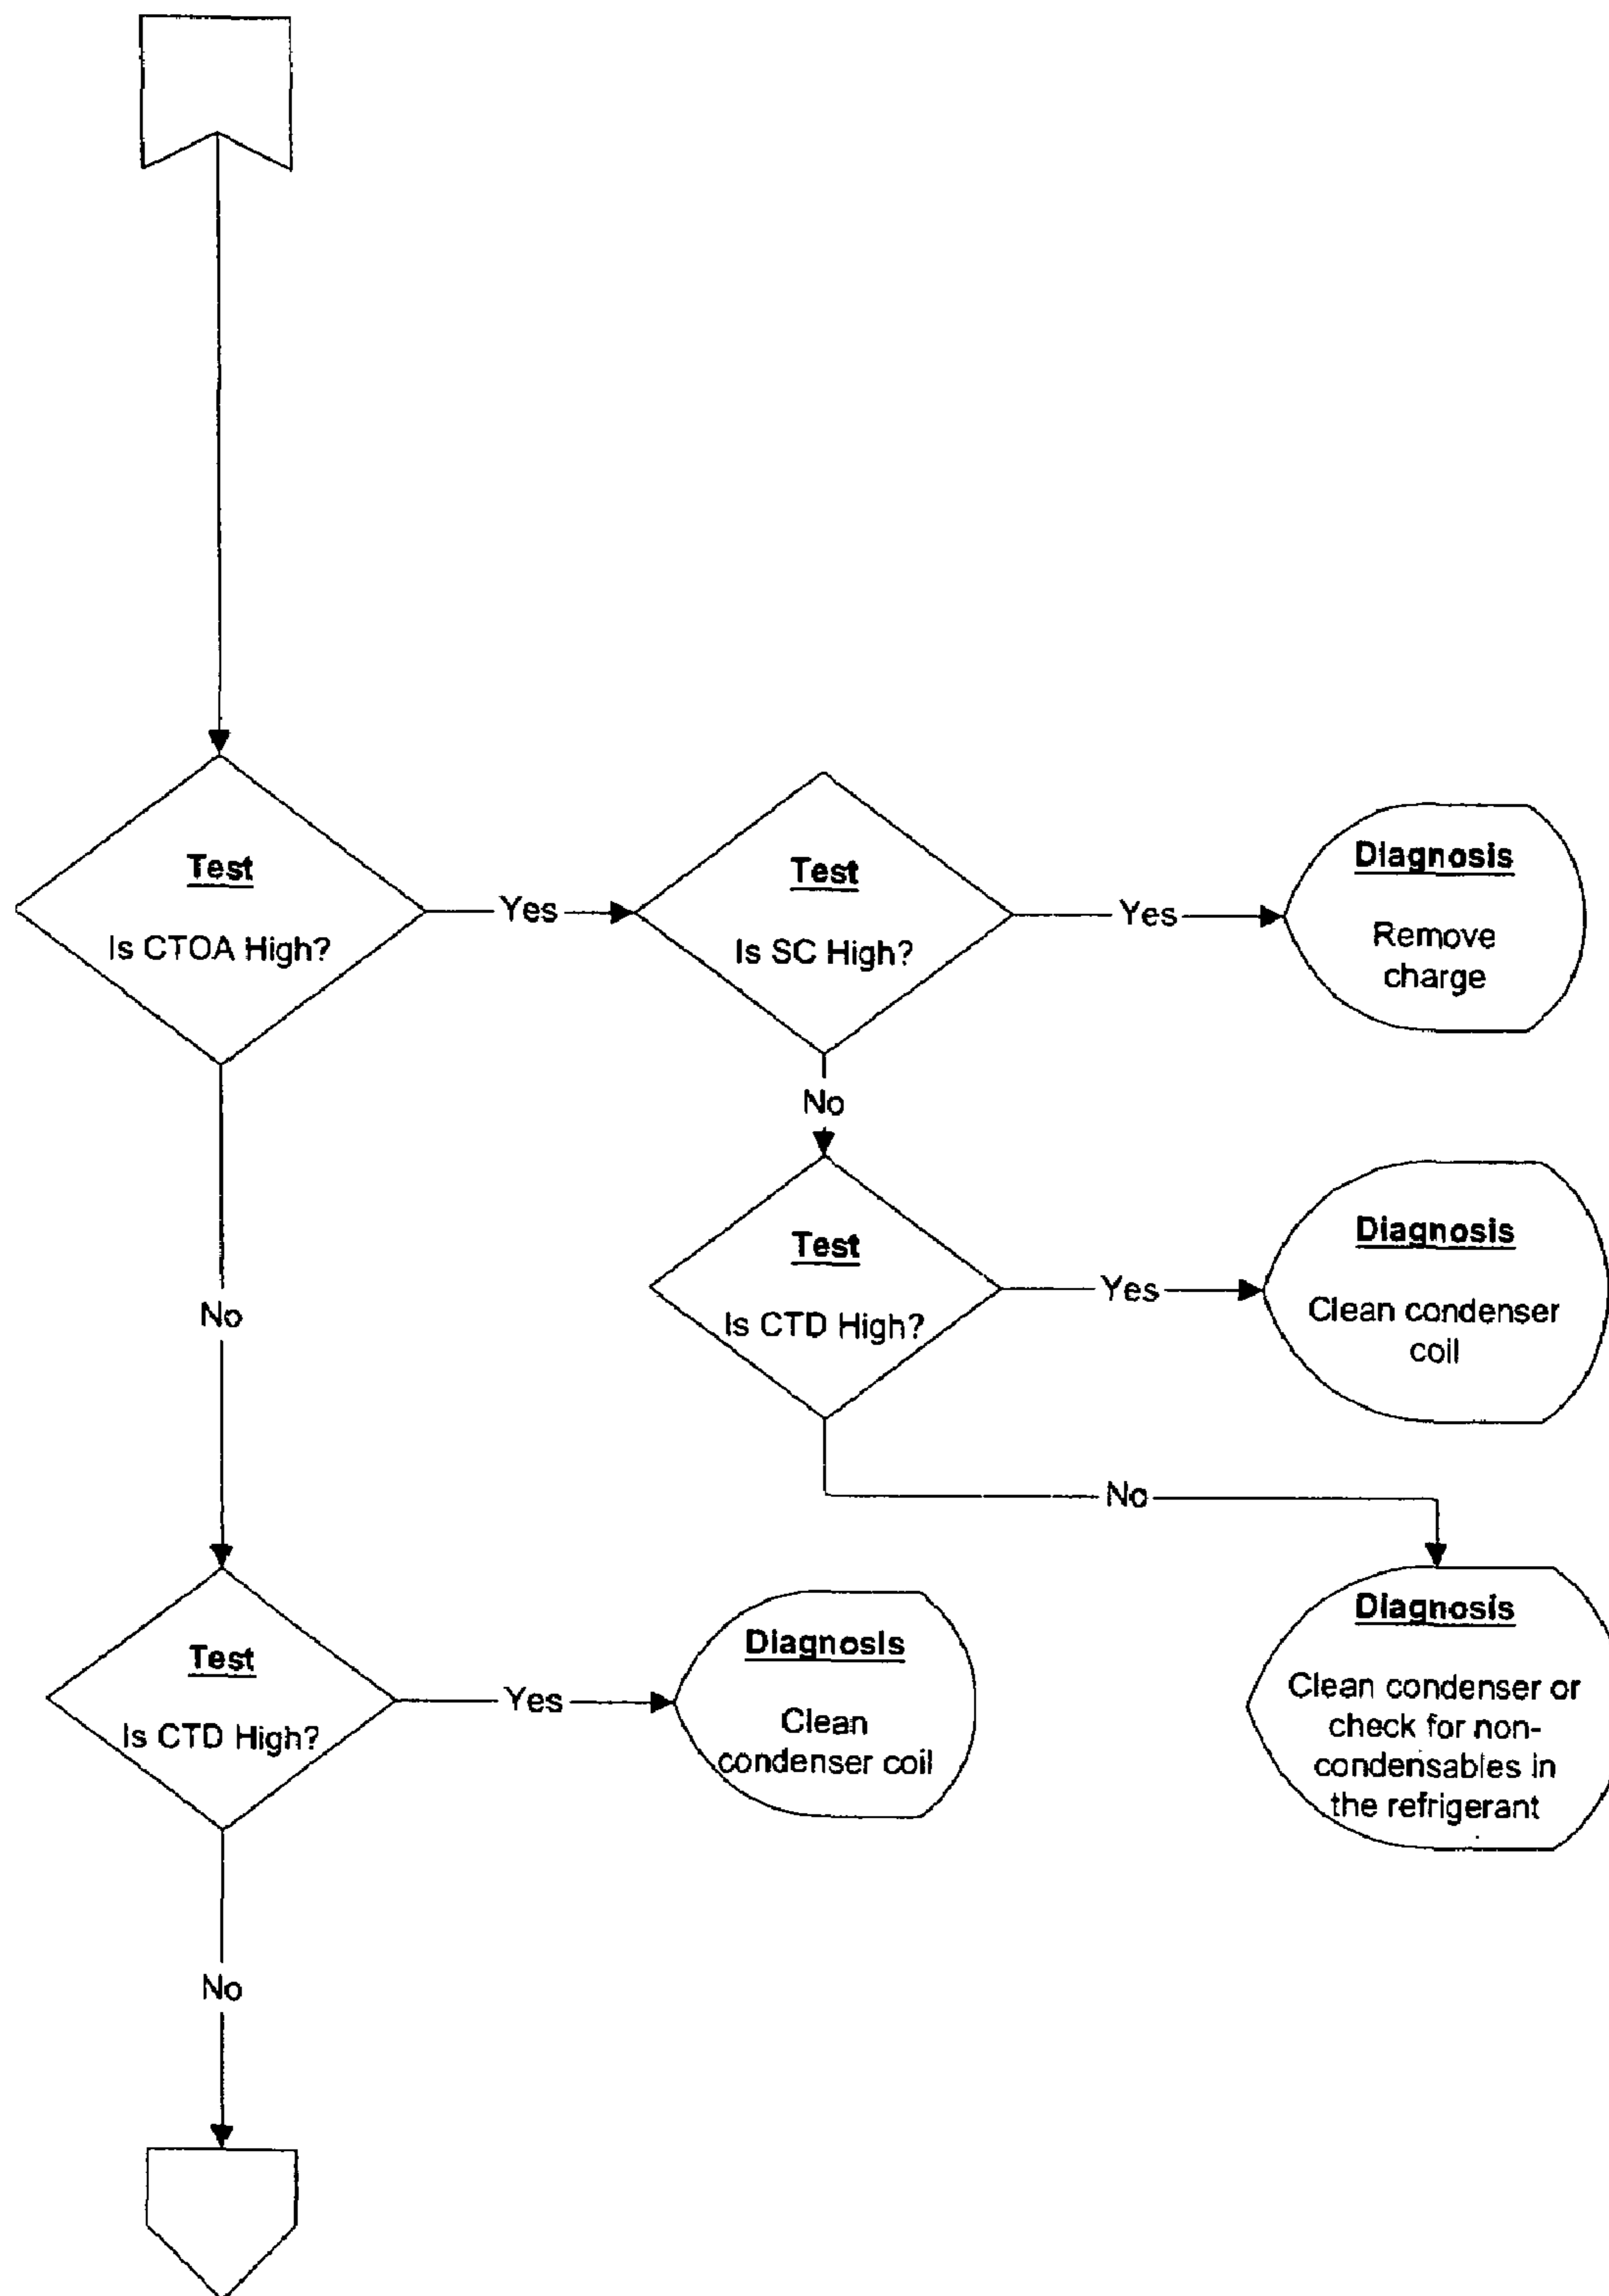 Test
Is CTOA High?
Yes
Test
Is SC High?
Yes
Diagnosis
Remove
charge
No
No
Test
Is CTD High?
Yes
Diagnosis
Clean condenser
coil
No
Test
Is CTD High?
Yes
Diagnosis
Clean
condenser coil
Diagnosis
Clean condenser or
check for non-
condensables in
the refrigerant
No